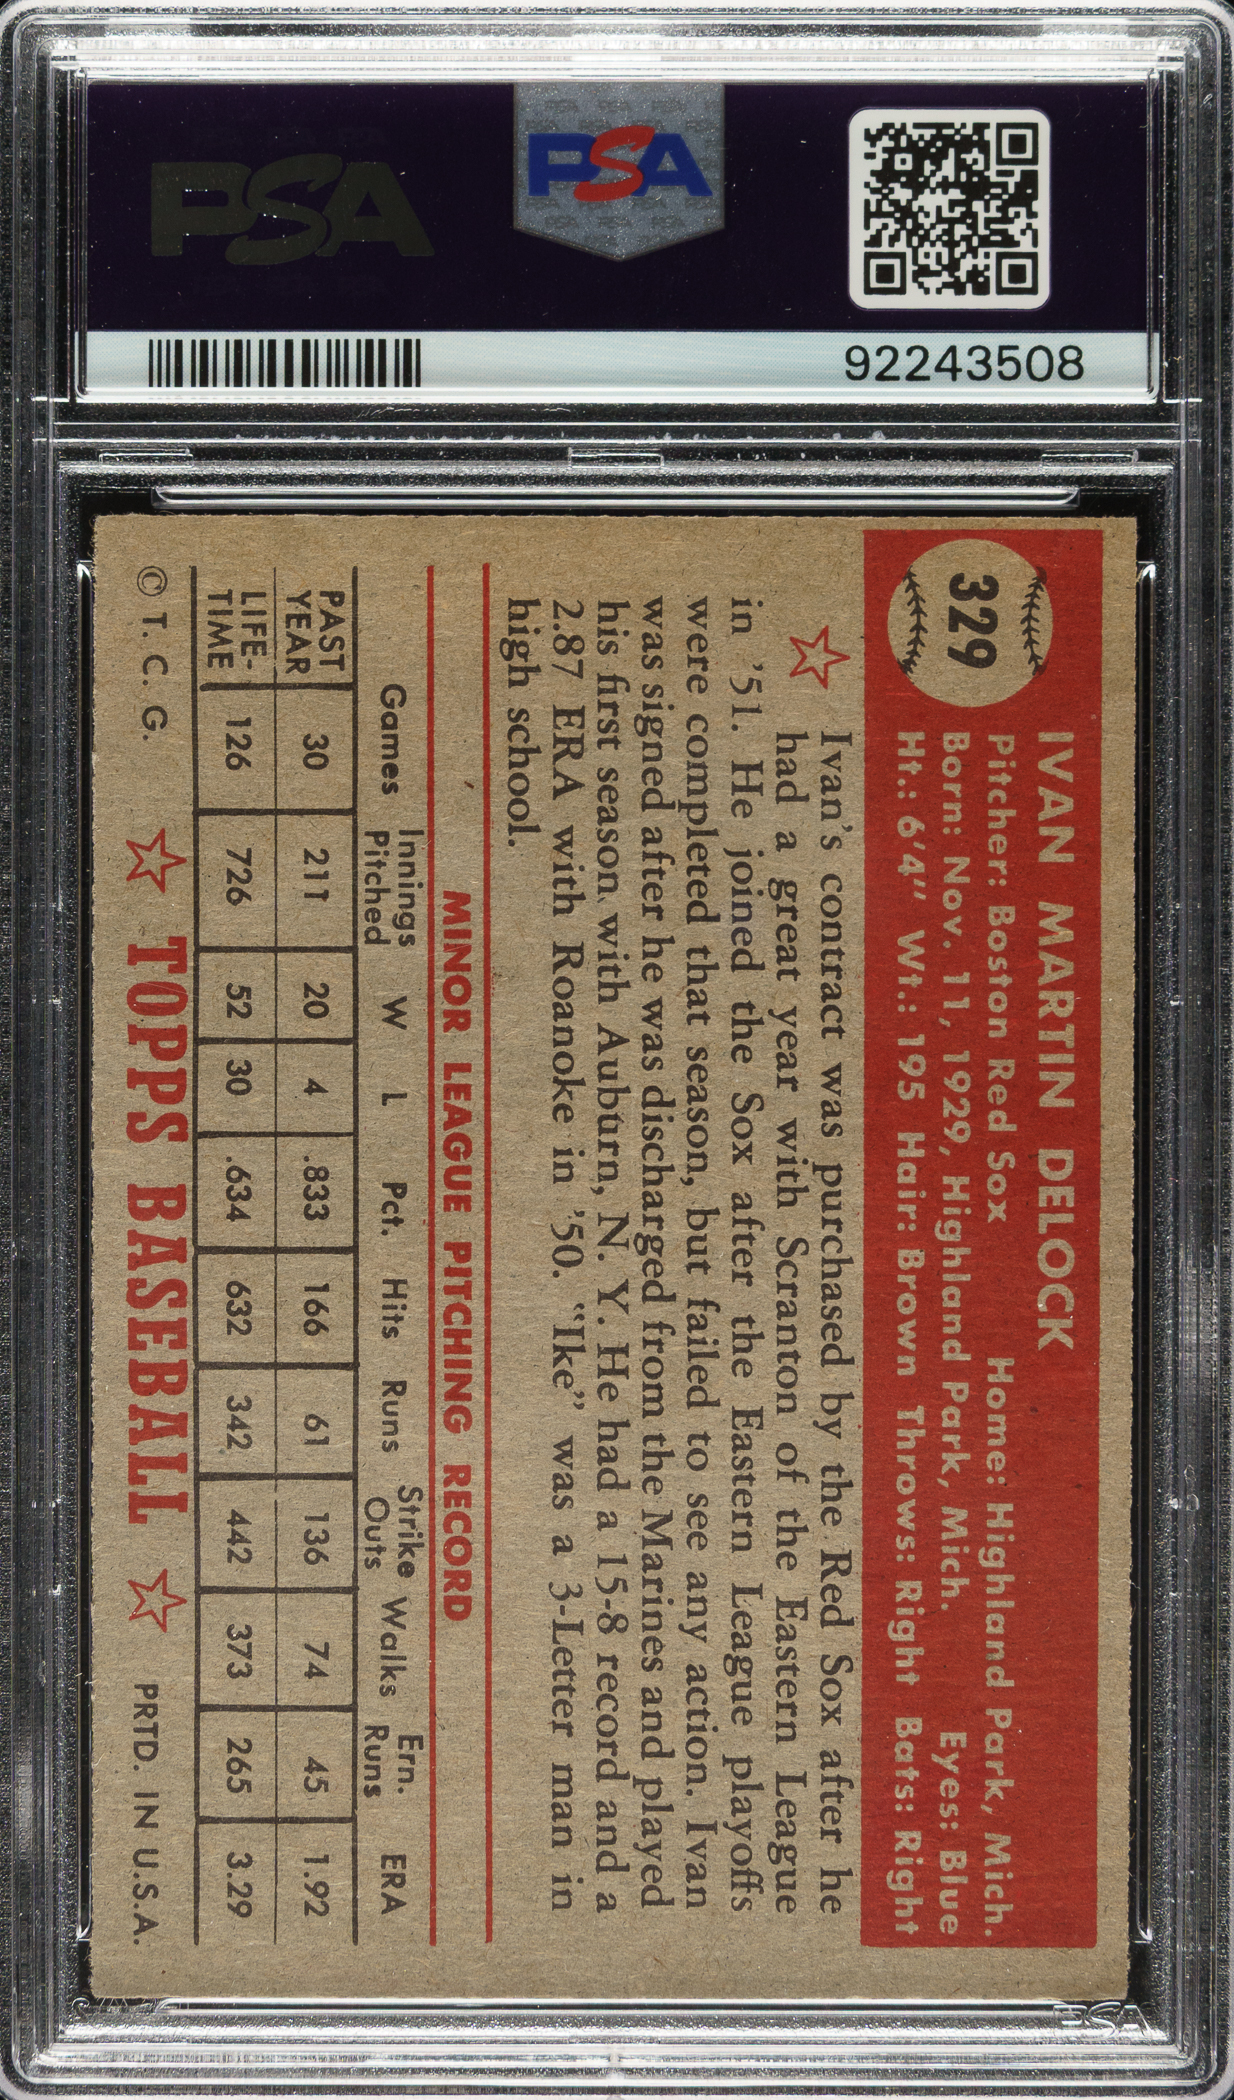 PSA
PSA
92243508
329
IVAN MARTIN DELOCK
Pitcher: Boston Red Sox Home: Highland Park, Mich.
Born: Nov. 11, 1929, Highland Park, Mich. Eyes: Blue
Ht.: 6'4" Wt.: 195 Hair: Brown Throws: Right Bats: Right
Ivan's contract was purchased by the Red Sox after he
had a great year with Scranton of the Eastern League
in '51. He joined the Sox after the Eastern League playoffs
were completed that season, but failed to see any action. Ivan
was signed after he was discharged from the Marines and played
his first season with Auburn, N. Y. He had a 15-8 record and a
2.87 ERA with Roanoke in '50. "Ike" was a 3-Letter man in
high school.
MINOR LEAGUE PITCHING RECORD
Games Innings Pitched W L Pct. Hits Runs Strike Outs Walks Ern. Runs ERA
PAST YEAR 30 211 20 4 .833 166 61 136 74 45 1.92
LIFE-TIME 126 726 52 30 .634 632 342 442 373 265 3.29
© T. C. G. TOPPS BASEBALL PRTD. IN U.S.A.
PSA